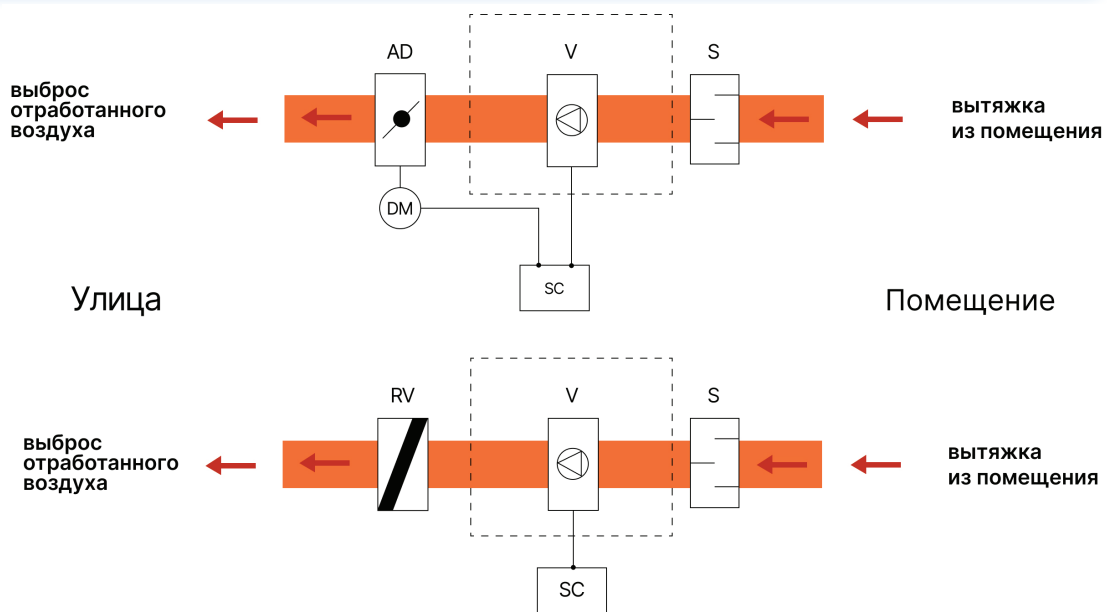 AD
V
S
выброс
отработанного
воздуха
вытяжка
из помещения
DM
SC
Улица
Помещение
RV
V
S
выброс
отработанного
воздуха
вытяжка
из помещения
SC